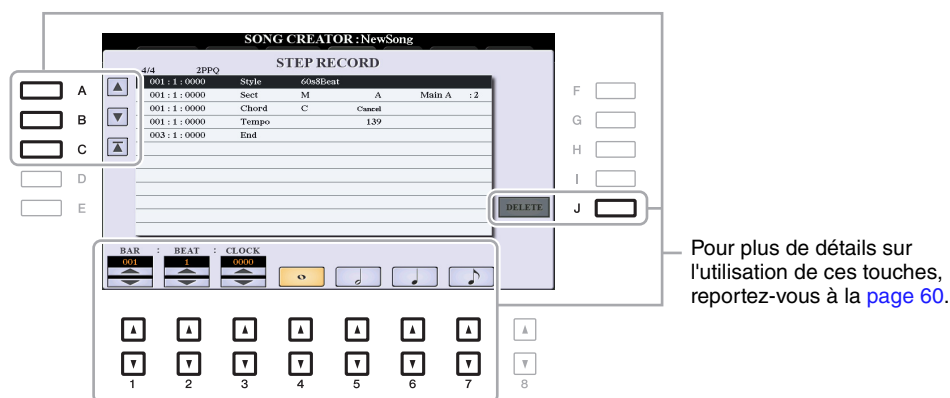 SONG CREATOR : NewSong
STEP RECORD
4/4 2PPQ
001 : 1 : 0000 Style 60s8Beat
001 : 1 : 0000 Sect M A Main A : 2
001 : 1 : 0000 Chord C Cancel
001 : 1 : 0000 Tempo 139
003 : 1 : 0000 End
A
B
C
D
E
F
G
H
I
J
DELETE
BAR : BEAT : CLOCK
001 1 0000
1 2 3 4 5 6 7 8
Pour plus de détails sur
l'utilisation de ces touches,
reportez-vous à la page 60.